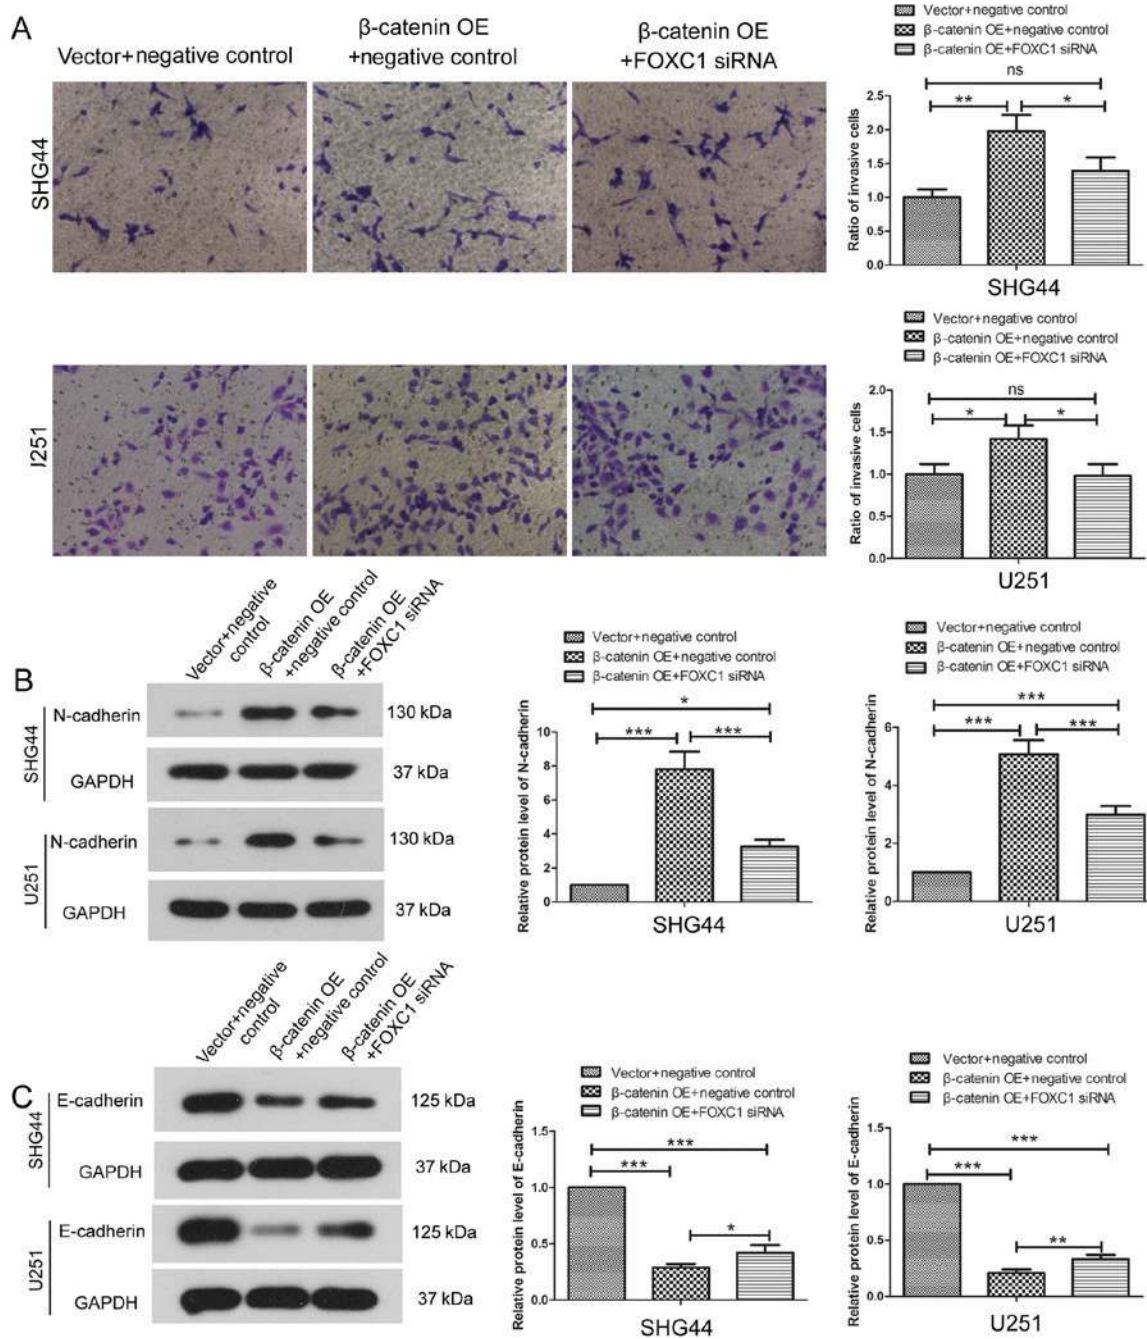 A
Vector+negative control
β-catenin OE
+negative control
β-catenin OE
+FOXC1 siRNA
SHG44
Vector+negative control
β-catenin OE+negative control
β-catenin OE+FOXC1 siRNA
Ratio of invasive cells
2.5
2.0
1.5
1.0
0.5
0.0
ns
**
*
SHG44
J251
Vector+negative control
β-catenin OE+negative control
β-catenin OE+FOXC1 siRNA
Ratio of invasive cells
2.0
1.5
1.0
0.5
0.0
ns
*
*
U251
B
Vector+negative
control
β-catenin OE
+negative control
β-catenin OE
+FOXC1 siRNA
SHG44
N-cadherin
130 kDa
GAPDH
37 kDa
U251
N-cadherin
130 kDa
GAPDH
37 kDa
Vector+negative control
β-catenin OE+negative control
β-catenin OE+FOXC1 siRNA
Relative protein level of N-cadherin
10
8
6
4
2
0
*
***
***
SHG44
Vector+negative control
β-catenin OE+negative control
β-catenin OE+FOXC1 siRNA
Relative protein level of N-cadherin
6
4
2
0
***
***
***
U251
C
Vector+negative
control
β-catenin OE
+negative control
β-catenin OE
+FOXC1 siRNA
SHG44
E-cadherin
125 kDa
GAPDH
37 kDa
U251
E-cadherin
125 kDa
GAPDH
37 kDa
Vector+negative control
β-catenin OE+negative control
β-catenin OE+FOXC1 siRNA
Relative protein level of E-cadherin
1.5
1.0
0.5
0.0
***
***
*
SHG44
Vector+negative control
β-catenin OE+negative control
β-catenin OE+FOXC1 siRNA
Relative protein level of E-cadherin
1.5
1.0
0.5
0.0
***
***
**
U251